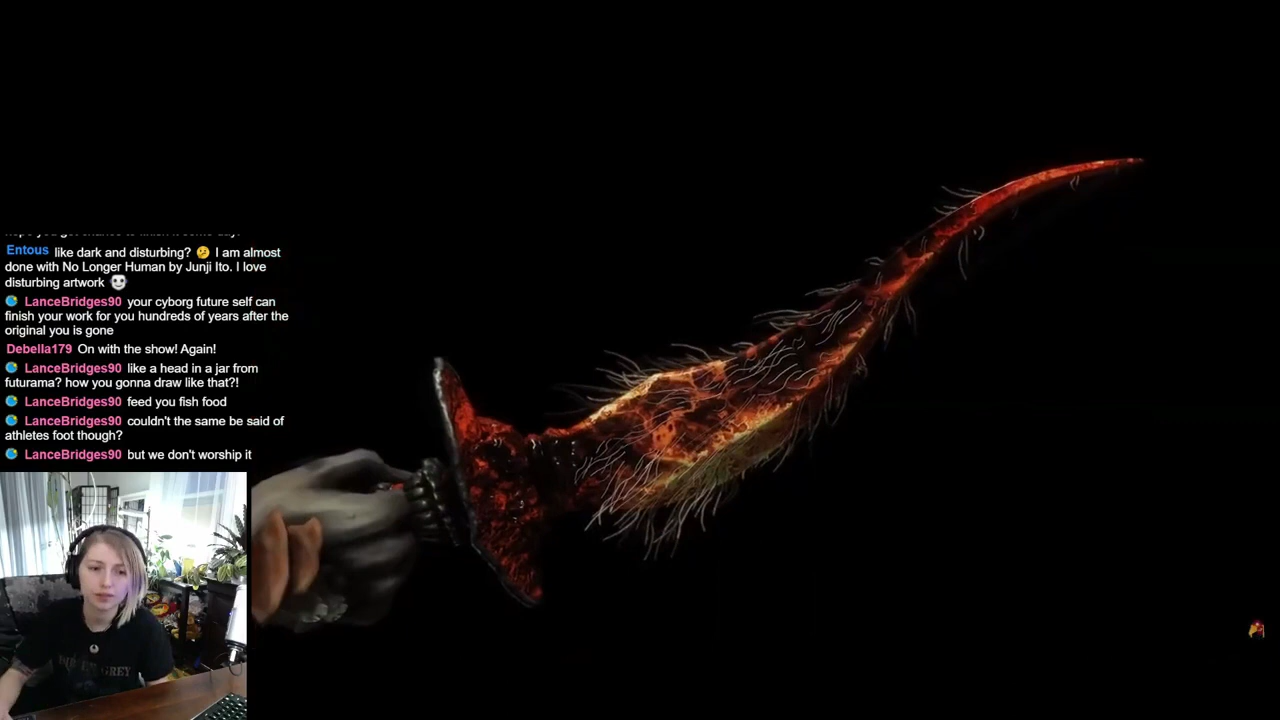 Entous like dark and disturbing? 🤔 I am almost
done with No Longer Human by Junji Ito. I love
disturbing artwork
LanceBridges90 your cyborg future self can
finish your work for you hundreds of years after the
original you is gone
Debella179 On with the show! Again!
LanceBridges90 like a head in a jar from
futurama? how you gonna draw like that?!
LanceBridges90 feed you fish food
LanceBridges90 couldn't the same be said of
athletes foot though?
LanceBridges90 but we don't worship it
GREY